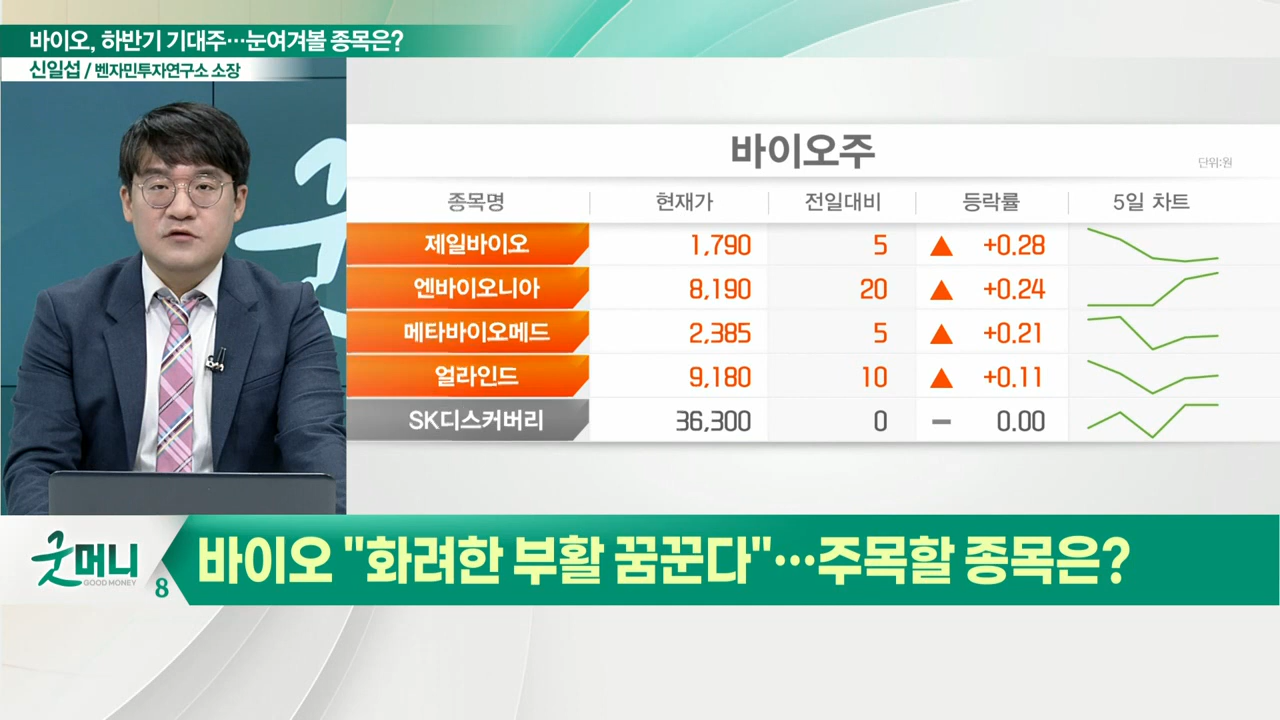 바이오, 하반기 기대주…눈여겨볼 종목은?
신일섭 / 벤자민투자연구소 소장
바이오주
단위:원
종목명 현재가 전일대비 등락률 5일 차트
제일바이오 1,790 5 ▲ +0.28
엔바이오니아 8,190 20 ▲ +0.24
메타바이오메드 2,385 5 ▲ +0.21
얼라인드 9,180 10 ▲ +0.11
SK디스커버리 36,300 0 - 0.00
굿머니
GOOD MONEY
8
바이오 "화려한 부활 꿈꾼다"…주목할 종목은?